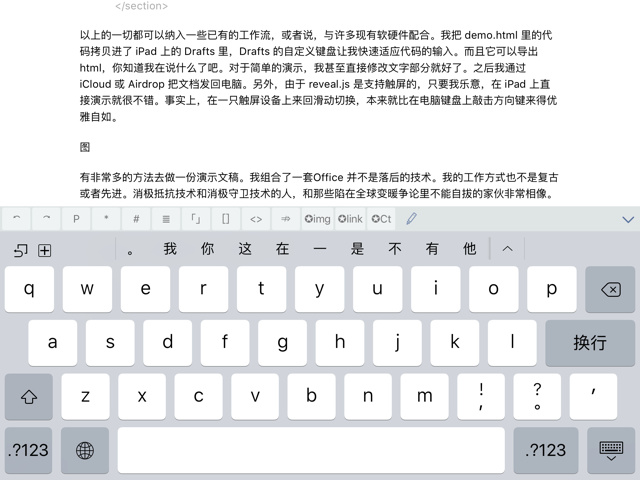 </section>
以上的一切都可以纳入一些已有的工作流，或者说，与许多现有软硬件配合。我把 demo.html 里的代
码拷贝进了 iPad 上的 Drafts 里，Drafts 的自定义键盘让我快速适应代码的输入。而且它可以导出
html，你知道我在说什么了吧。对于简单的演示，我甚至直接修改文字部分就好了。之后我通过
iCloud 或 Airdrop 把文档发回电脑。另外，由于 reveal.js 是支持触屏的，只要我乐意，在 iPad 上直
接演示就很不错。事实上，在一只触屏设备上来回滑动切换，本来就比在电脑键盘上敲击方向键来得优
雅自如。
图
有非常多的方法去做一份演示文稿。我组合了一套Office 并不是落后的技术。我的工作方式也不是复古
或者先进。消极抵抗技术和消极守卫技术的人，和那些陷在全球变暖争论里不能自拔的家伙非常相像。
P * # 「」 [] <> ✪img ✪link ✪Ct
。 我 你 这 在 一 是 不 有 他
q w e r t y u i o p
a s d f g h j k l 换行
z x c v b n m ！， ？。 ′
.?123 .?123